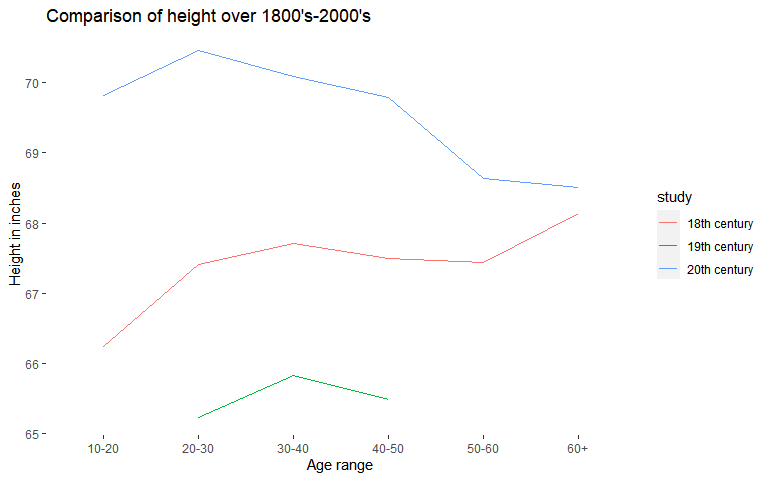 Comparison of height over 1800's-2000's
Height in inches
70
69
68
67
66
65
10-20 20-30 30-40 40-50 50-60 60+
Age range
study
18th century
19th century
20th century